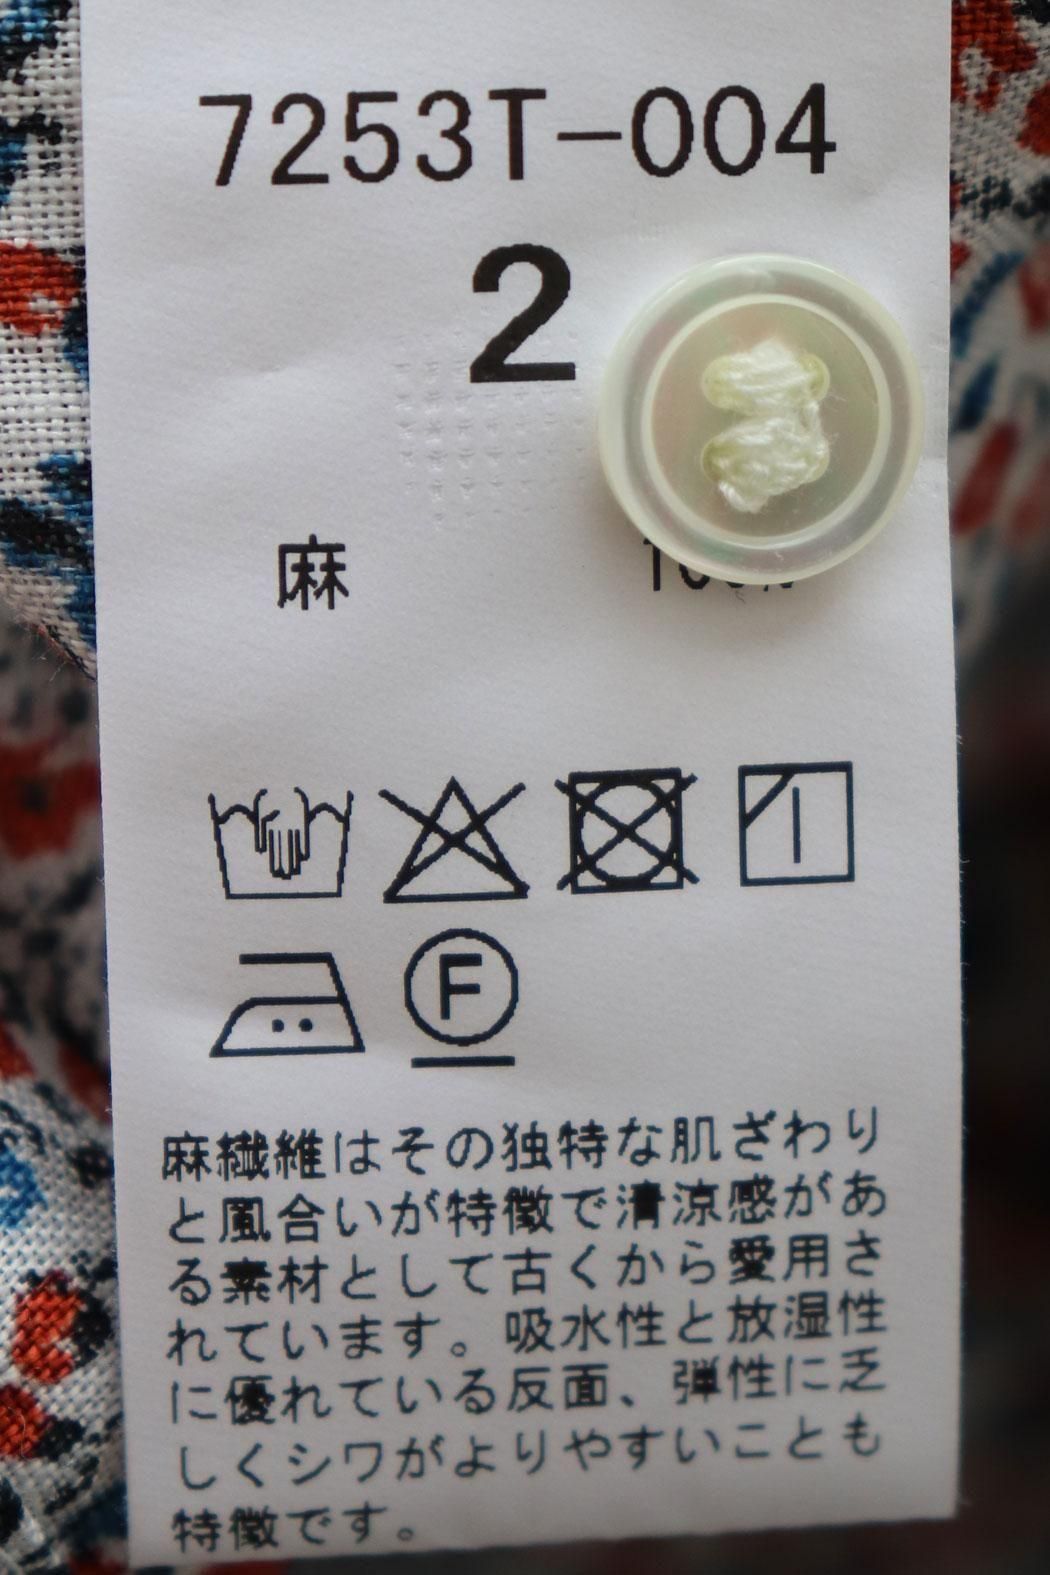 7253T-004
2
麻
F
麻繊維はその独特な肌ざわり
と風合いが特徴で清涼感があ
る素材として古くから愛用さ
れています。吸水性と放湿性
に優れている反面、弾性に乏
しくシワがよりやすいことも
特徴です。